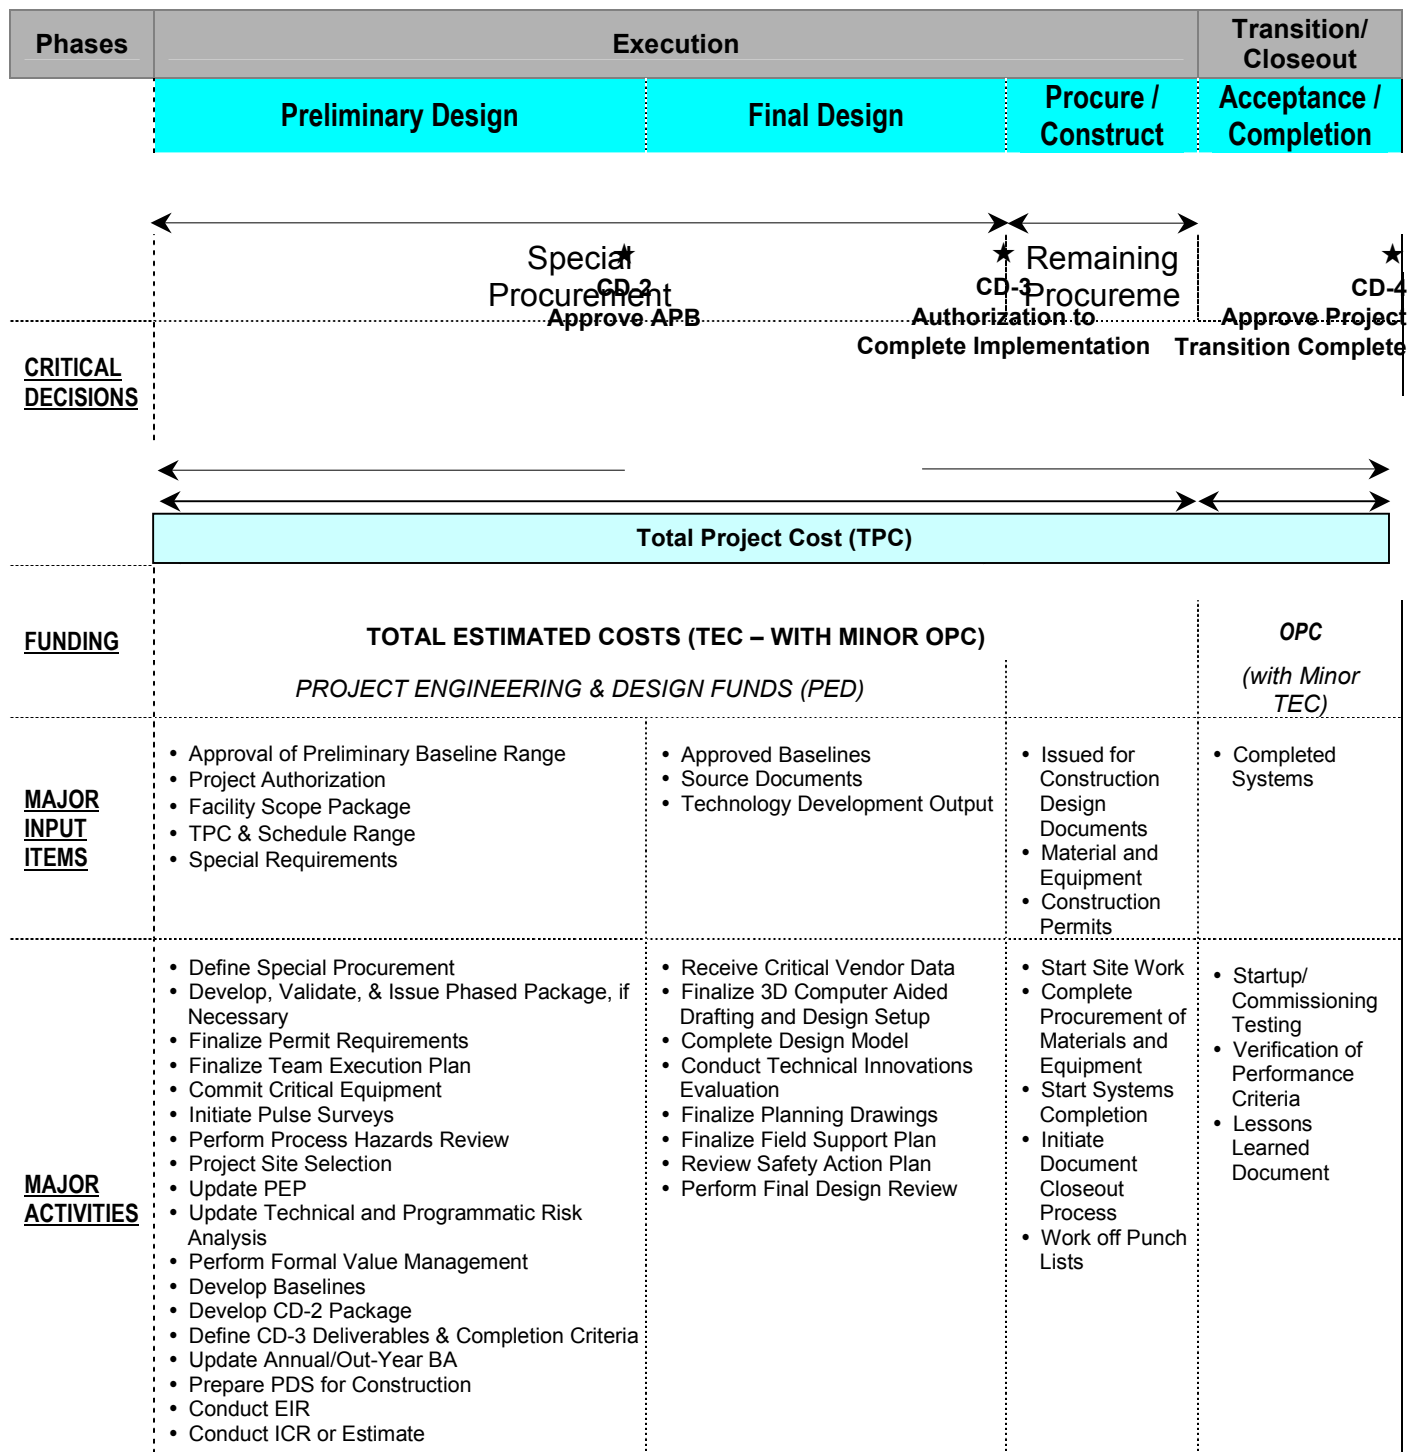 Phases
Execution
Transition/
Closeout
Preliminary Design
Final Design
Procure /
Construct
Acceptance /
Completion
Special
Procurement
Remaining
Procureme
CD-2
Approve APB
CD-3
Authorization to
Complete Implementation
CD-4
Approve Project
Transition Complete
CRITICAL
DECISIONS
Total Project Cost (TPC)
FUNDING
TOTAL ESTIMATED COSTS (TEC – WITH MINOR OPC)
PROJECT ENGINEERING & DESIGN FUNDS (PED)
OPC
(with Minor
TEC)
MAJOR
INPUT
ITEMS
• Approval of Preliminary Baseline Range
• Project Authorization
• Facility Scope Package
• TPC & Schedule Range
• Special Requirements
• Approved Baselines
• Source Documents
• Technology Development Output
• Issued for
Construction
Design
Documents
• Material and
Equipment
• Construction
Permits
• Completed
Systems
MAJOR
ACTIVITIES
• Define Special Procurement
• Develop, Validate, & Issue Phased Package, if
Necessary
• Finalize Permit Requirements
• Finalize Team Execution Plan
• Commit Critical Equipment
• Initiate Pulse Surveys
• Perform Process Hazards Review
• Project Site Selection
• Update PEP
• Update Technical and Programmatic Risk
Analysis
• Perform Formal Value Management
• Develop Baselines
• Develop CD-2 Package
• Define CD-3 Deliverables & Completion Criteria
• Update Annual/Out-Year BA
• Prepare PDS for Construction
• Conduct EIR
• Conduct ICR or Estimate
• Receive Critical Vendor Data
• Finalize 3D Computer Aided
Drafting and Design Setup
• Complete Design Model
• Conduct Technical Innovations
Evaluation
• Finalize Planning Drawings
• Finalize Field Support Plan
• Review Safety Action Plan
• Perform Final Design Review
• Start Site Work
• Complete
Procurement of
Materials and
Equipment
• Start Systems
Completion
• Initiate
Document
Closeout
Process
• Work off Punch
Lists
• Startup/
Commissioning
Testing
• Verification of
Performance
Criteria
• Lessons
Learned
Document